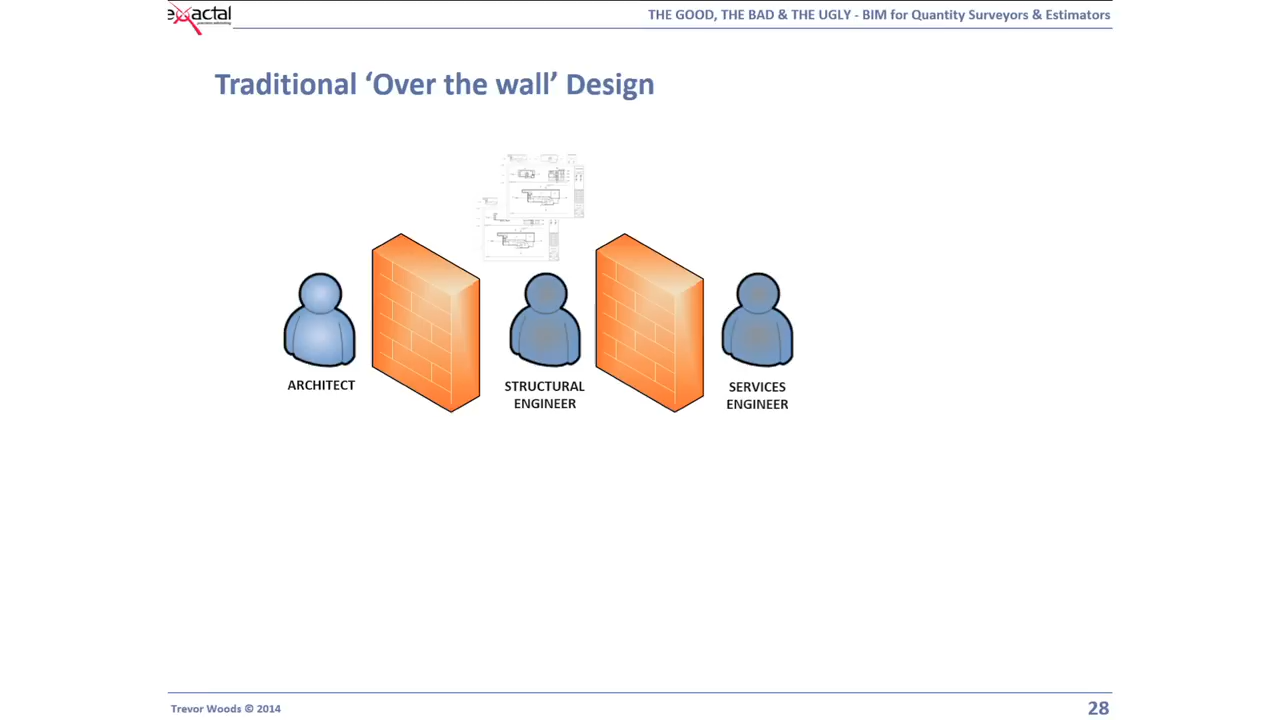 exactal
THE GOOD, THE BAD & THE UGLY - BIM for Quantity Surveyors & Estimators
Traditional ‘Over the wall’ Design
ARCHITECT
STRUCTURAL
ENGINEER
SERVICES
ENGINEER
Trevor Woods © 2014
28